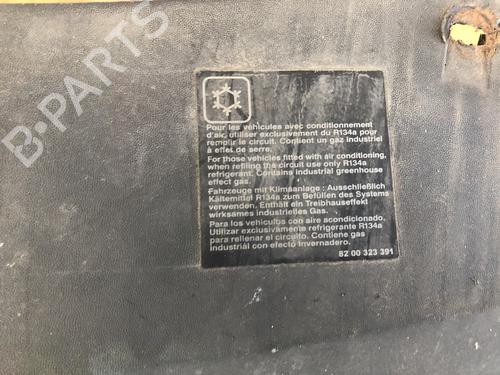 B-PARTS
Pour les véhicules avec conditionnement
d'air, utiliser exclusivement du R134a pour
remplir le circuit. Contient un gaz industriel
à effet de serre.
For those vehicles fitted with air conditioning,
when refilling the circuit use only R134a
refrigerant. Contains industrial greenhouse
effect gas.
Fahrzeuge mit Klimaanlage : Ausschließlich
Kältemittel R134a zum Befüllen des Systems
verwenden. Enthält ein Treibhauseffekt
wirksames industrielles Gas.
Para los vehículos con aire acondicionado.
Utilizar exclusivamente refrigerante R134a
para rellenar el circuito. Contiene gas
industrial con efecto invernadero.
82 00 323 391